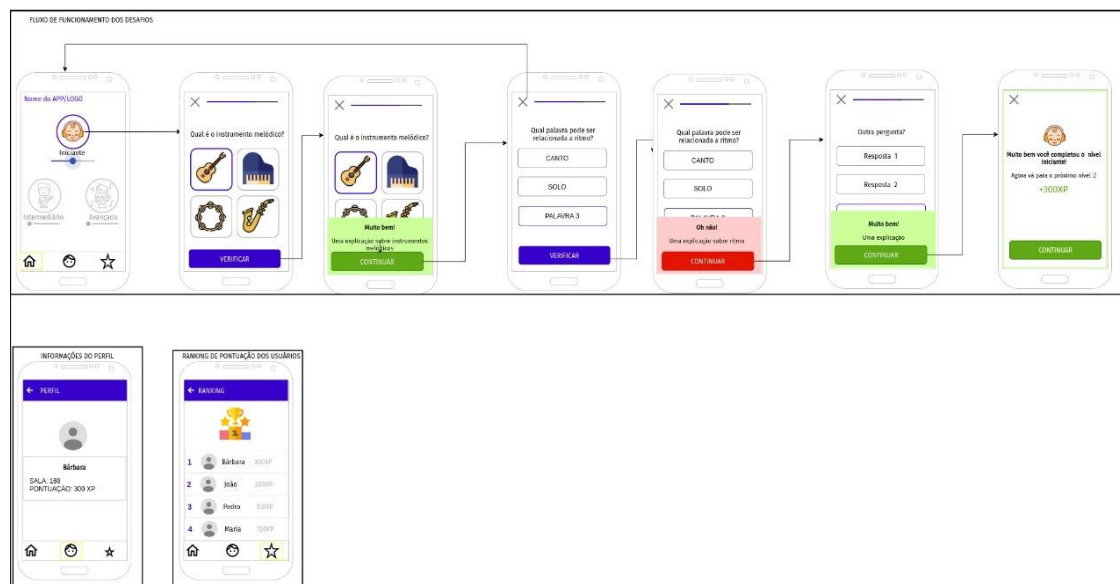 FLUXO DE FUNCIONAMENTO DOS DESAFIOS
Nome do APP/LOGO
Iniciante
Intermediário
Avançado
Qual é o instrumento melódico?
VERIFICAR
Qual é o instrumento melódico?
Muito bem!
Uma explicação sobre instrumentos
melódicos
CONTINUAR
Qual palavra pode ser
relacionada a ritmo?
CANTO
SOLO
PALAVRA 3
VERIFICAR
Qual palavra pode ser
relacionada a ritmo?
CANTO
SOLO
Oh não!
Uma explicação sobre ritmo
CONTINUAR
Outra pergunta?
Resposta 1
Resposta 2
Muito bem!
Uma explicação
CONTINUAR
Muito bem você completou o nível
Iniciante!
Agora vá para o próximo nível :)
+300XP
CONTINUAR
INFORMAÇÕES DO PERFIL
PERFIL
Bárbara
SALA: 169
PONTUAÇÃO: 300 XP
RANKING DE PONTUAÇÃO DOS USUÁRIOS
RANKING
1
1 Bárbara 300XP
2 João 200XP
3 Pedro 150XP
4 Maria 100XP